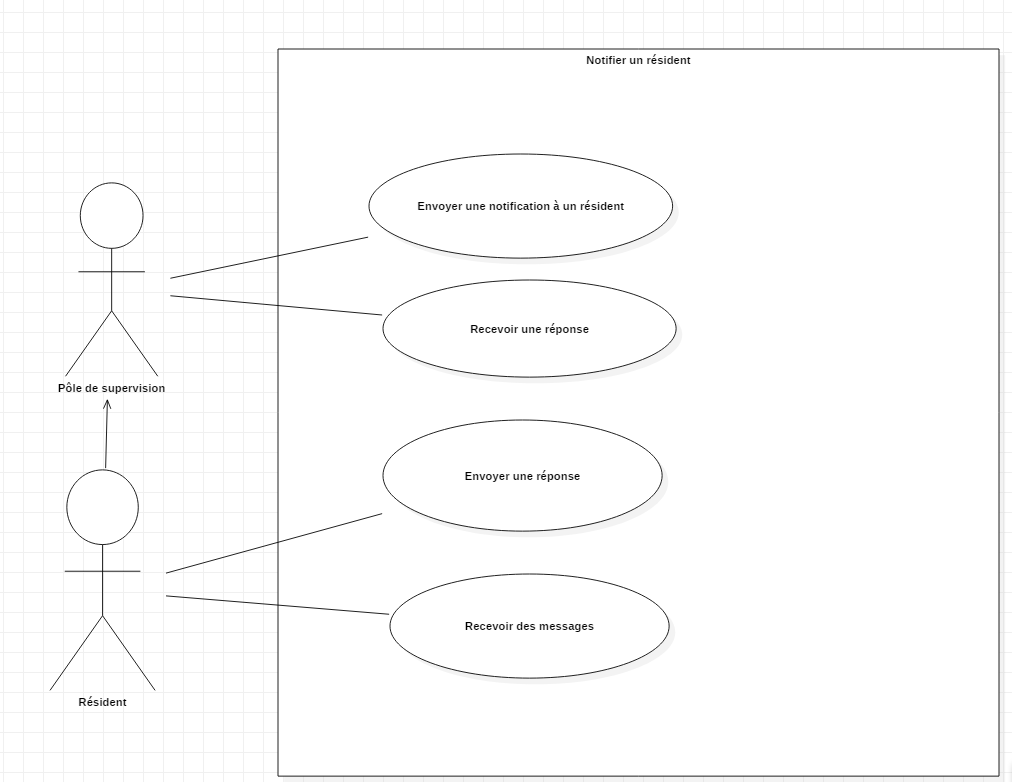 Notifier un résident
Envoyer une notification à un résident
Recevoir une réponse
Pôle de supervision
Envoyer une réponse
Recevoir des messages
Résident